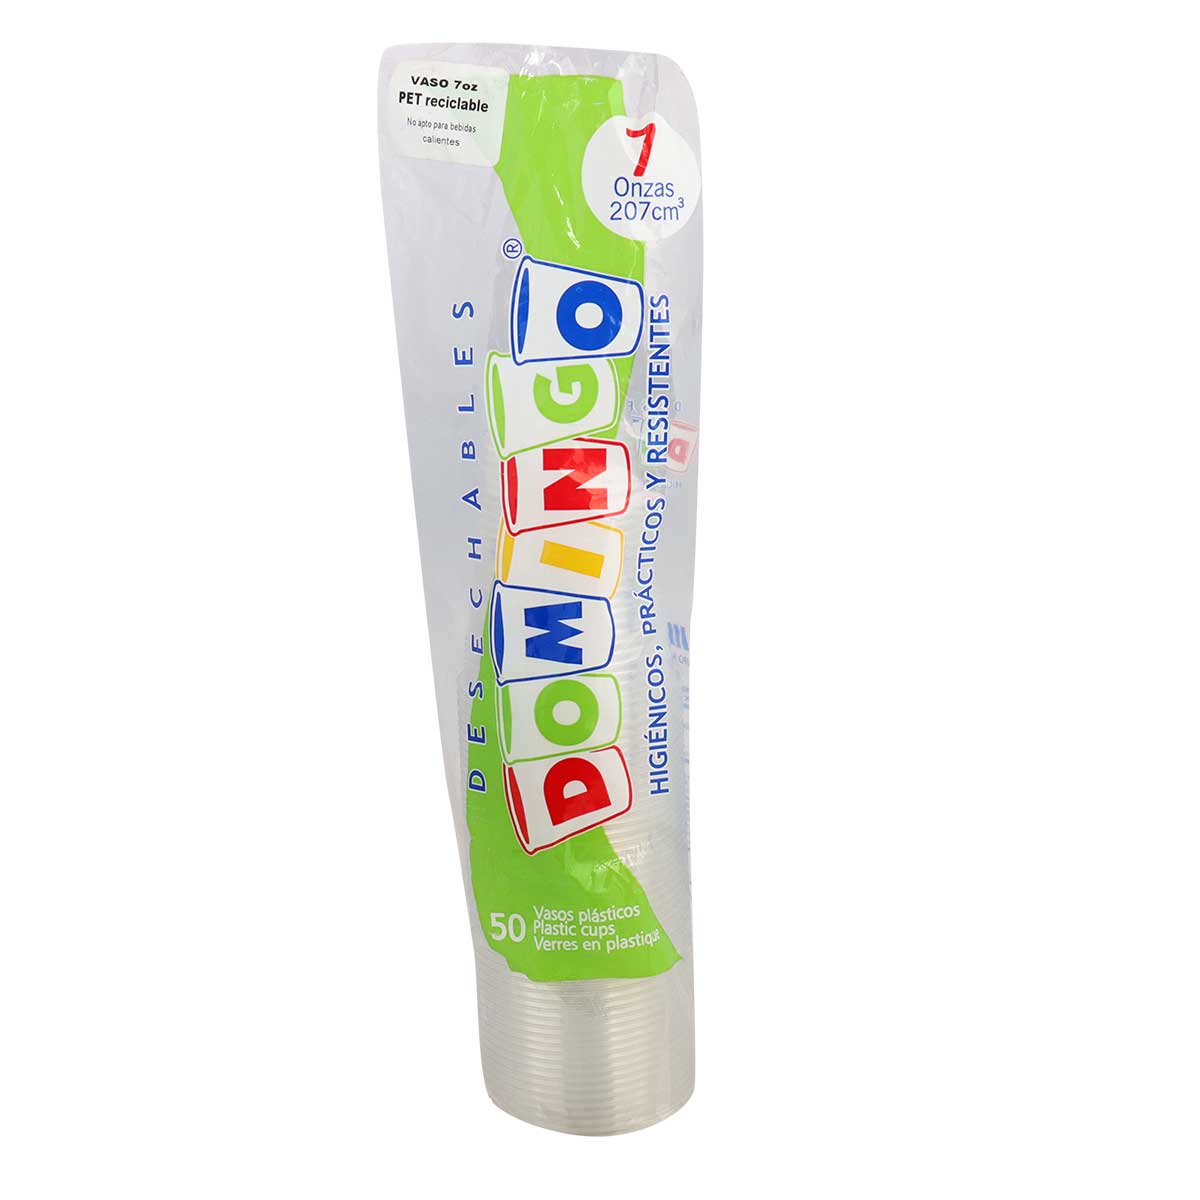 VASO 7oz
PET reciclable
No apto para bebidas
calientes
7
Onzas
207cm³
DESECHABLES
DOMINGO®
HIGIÉNICOS, PRÁCTICOS Y RESISTENTES
50
Vasos plásticos
Plastic cups
Verres en plastique